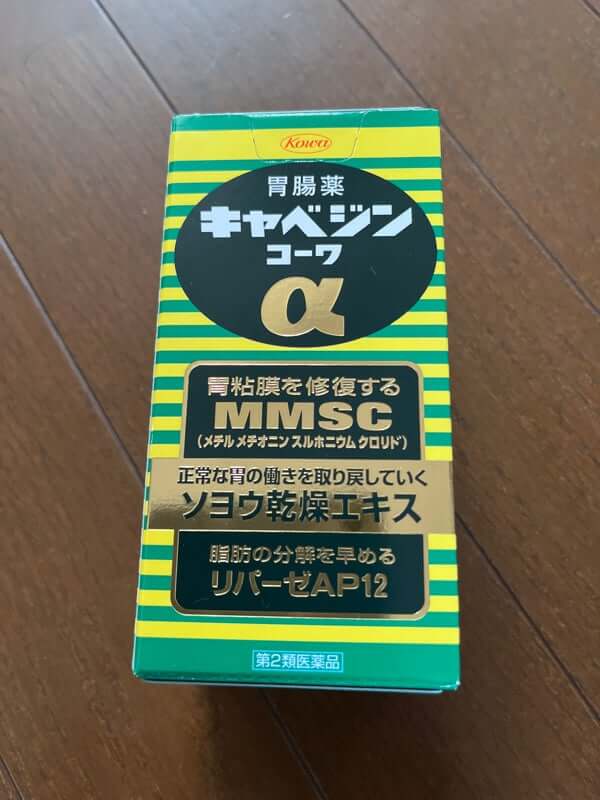 Kowa
胃腸薬
キャベジン
コーワ
α
胃粘膜を修復する
MMSC
(メチル メチオニン スルホニウム クロリド)
正常な胃の働きを取り戻していく
ソヨウ乾燥エキス
脂肪の分解を早める
リパーゼAP12
第2類医薬品